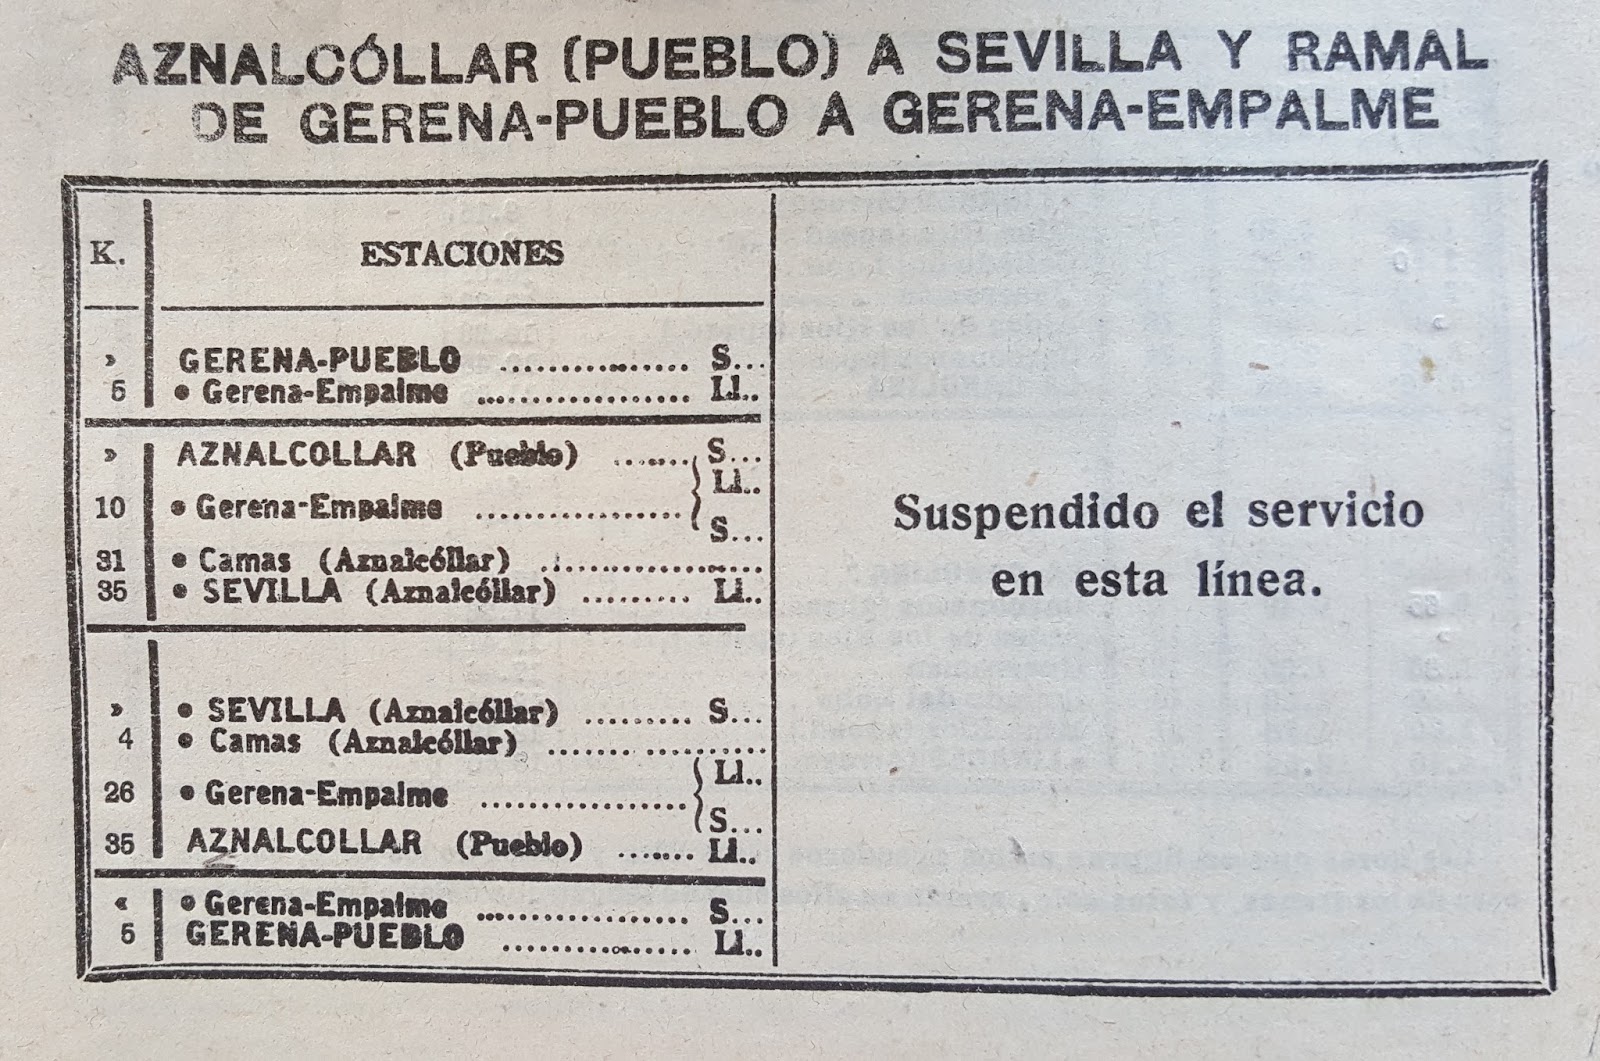 AZNALCÓLLAR (PUEBLO) A SEVILLA Y RAMAL
DE GERENA-PUEBLO A GERENA-EMPALME
K. ESTACIONES
» GERENA-PUEBLO .................. S...
5 • Gerena-Empalme .................... Ll..
» AZNALCOLLAR (Pueblo) ....... S...
Ll..
10 • Gerena-Empalme ...................
S...
31 • Camas (Aznalcóllar) .....................
35 • SEVILLA (Aznalcóllar) ......... Ll..
Suspendido el servicio
en esta línea.
» • SEVILLA (Aznalcóllar) ......... S...
4 • Camas (Aznalcóllar) .....................
Ll..
26 • Gerena-Empalme ...................
S...
35 AZNALCOLLAR (Pueblo) ....... Ll..
« • Gerena-Empalme .................... S...
5 GERENA-PUEBLO .................. Ll..